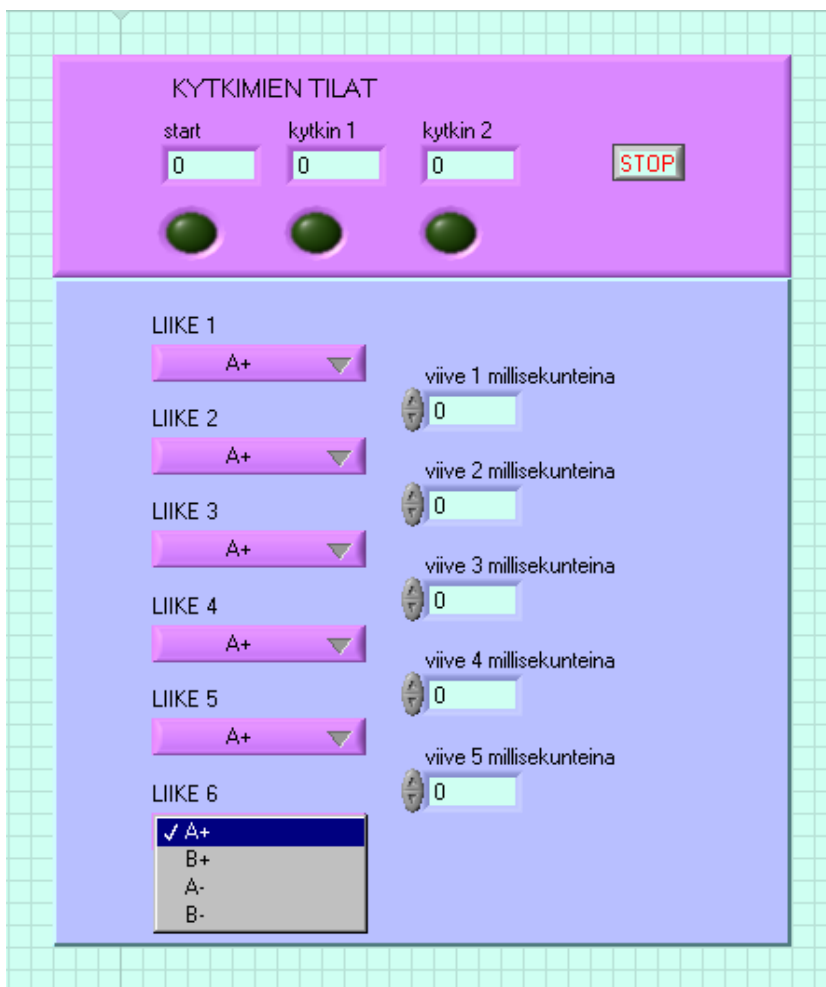 KYTKIMIEN TILAT
start kytkin 1 kytkin 2
0 0 0 STOP
LIIKE 1
A+
viive 1 millisekunteina
0
LIIKE 2
A+
viive 2 millisekunteina
0
LIIKE 3
A+
viive 3 millisekunteina
0
LIIKE 4
A+
viive 4 millisekunteina
0
LIIKE 5
A+
viive 5 millisekunteina
0
LIIKE 6
✓ A+
B+
A-
B-